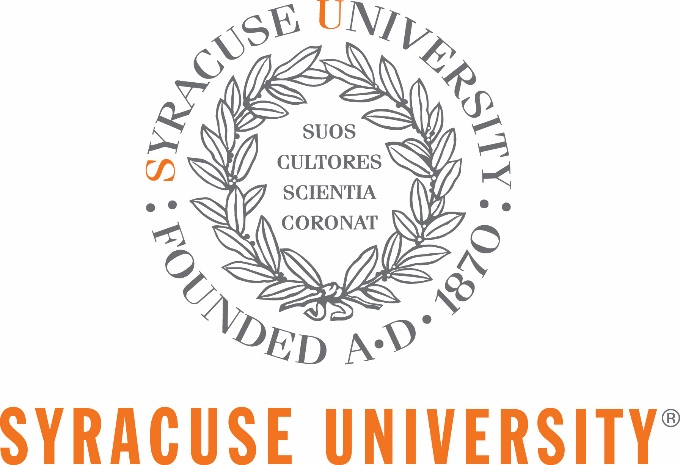 SYRACUSE UNIVERSITY
FOUNDED A·D·1870
SUOS
CULTORES
SCIENTIA
CORONAT
SYRACUSE UNIVERSITY®